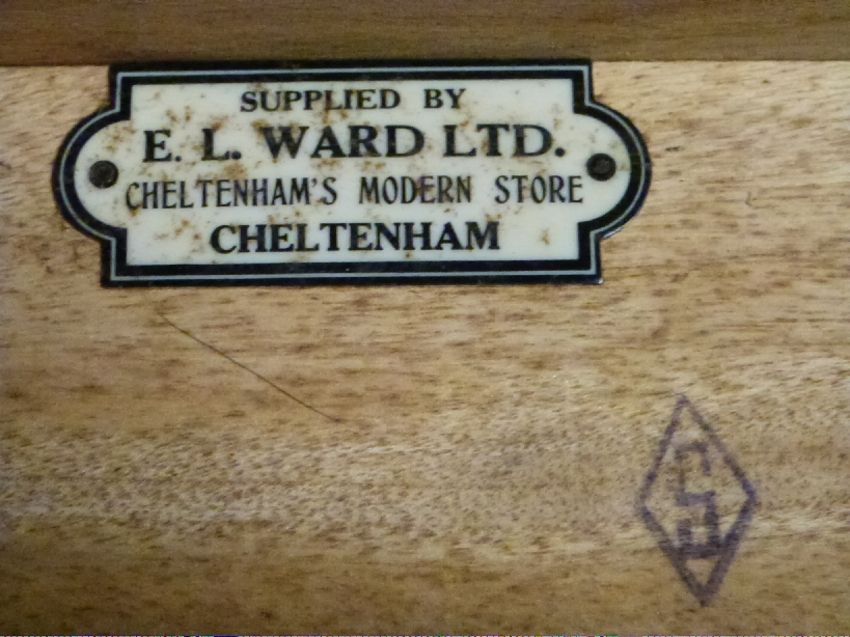 SUPPLIED BY
E. L. WARD LTD.
CHELTENHAM'S MODERN STORE
CHELTENHAM